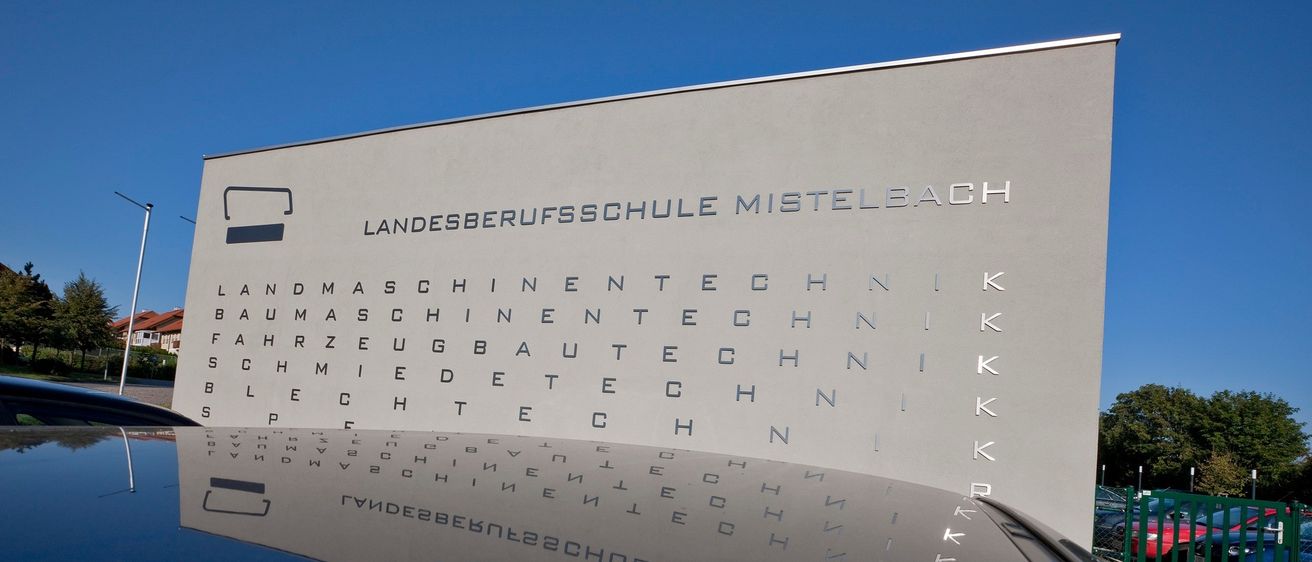 LANDESBERUFSSCHULE MISTELBACH
LANDMASCHINENTECHNIK
BAUMASCHINENTECHNIK
FAHRZEUGBAUTECHNIK
SCHMIEDETECHNIK
BLECHTECHNIK